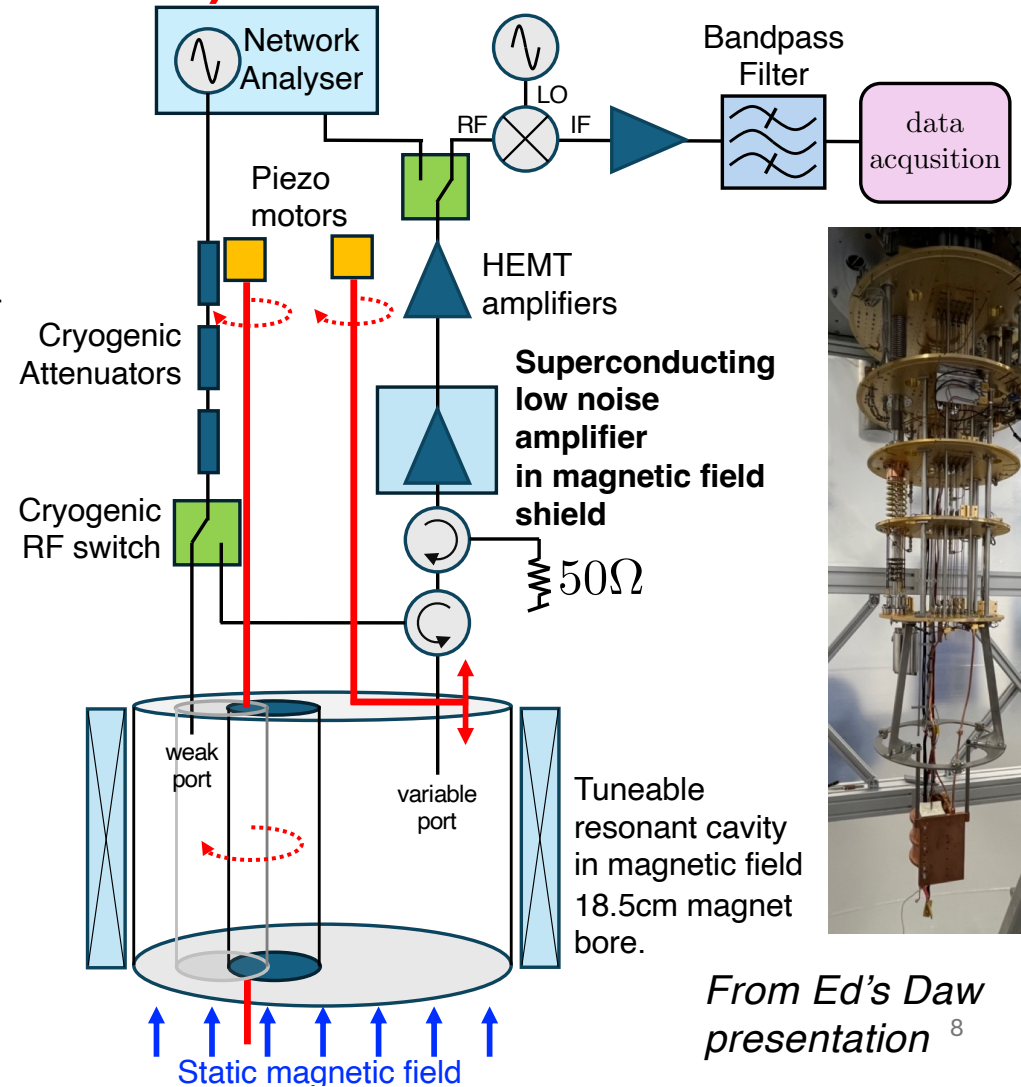 Network
Analyser
LO
RF
IF
Bandpass
Filter
data
acqusition
Piezo
motors
HEMT
amplifiers
Cryogenic
Attenuators
Superconducting
low noise
amplifier
in magnetic field
shield
Cryogenic
RF switch
50Ω
weak
port
variable
port
Tuneable
resonant cavity
in magnetic field
18.5cm magnet
bore.
From Ed's Daw
presentation 8
Static magnetic field